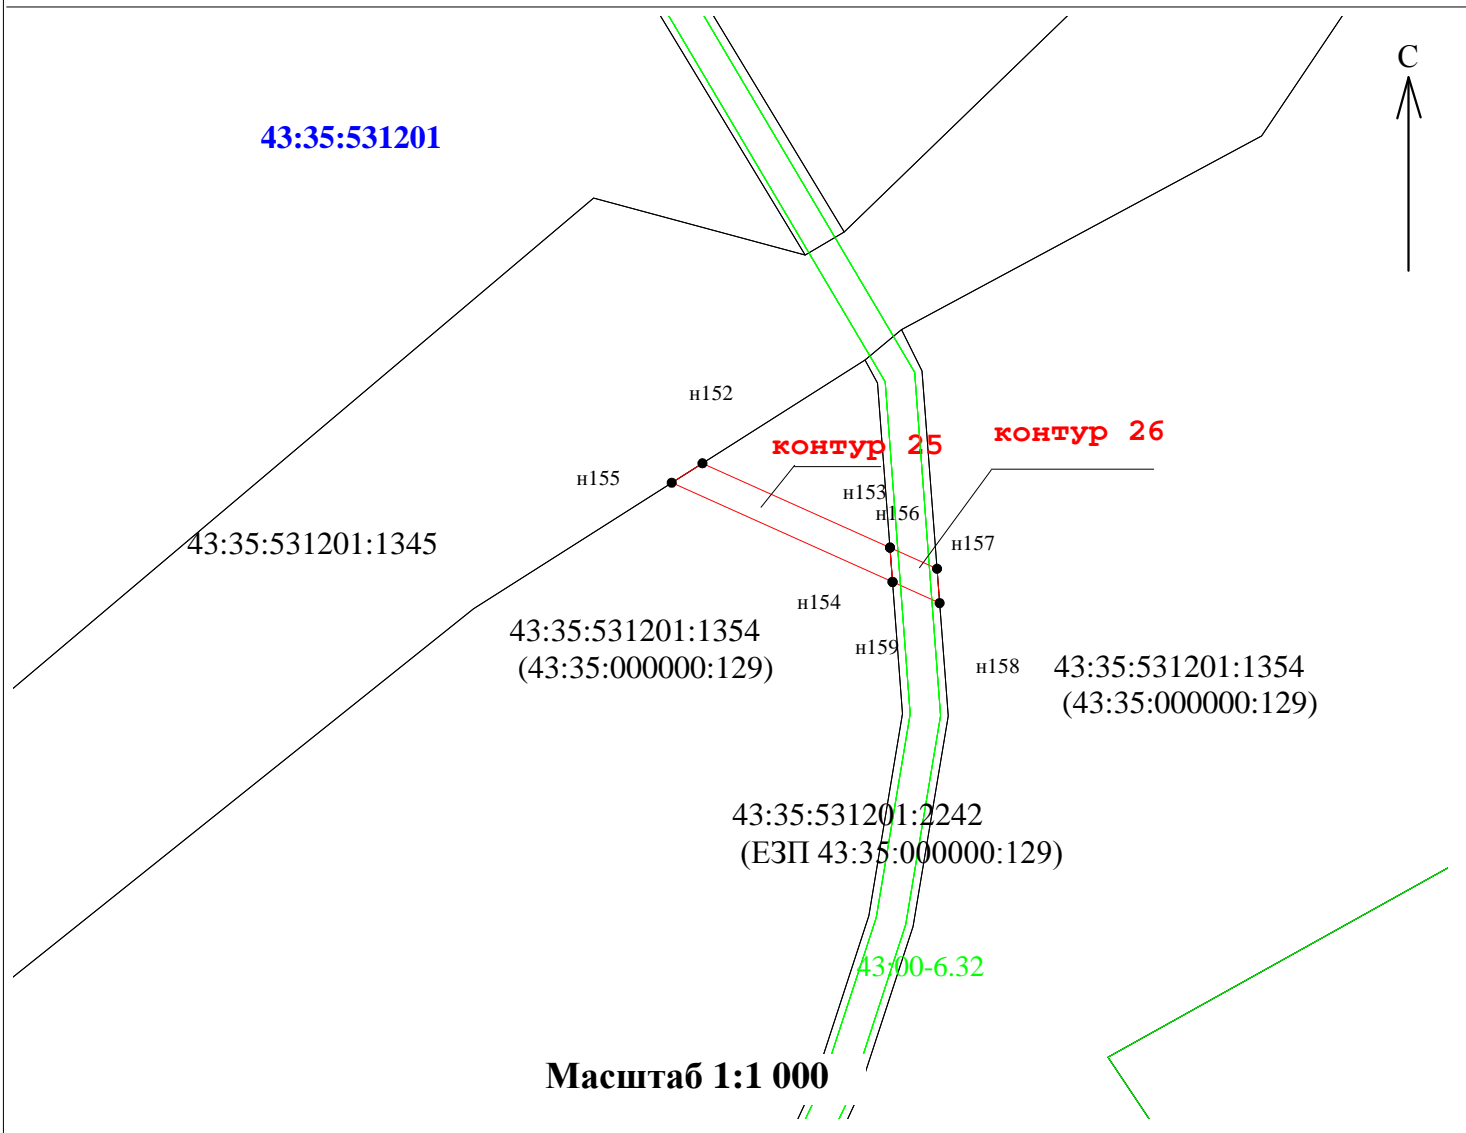 С
43:35:531201
н152
контур 25
контур 26
н155
н153
н156
н157
43:35:531201:1345
н154
43:35:531201:1354
(43:35:000000:129)
н159
н158
43:35:531201:1354
(43:35:000000:129)
43:35:531201:2242
(ЕЗП 43:35:000000:129)
43:00-6.32
Масштаб 1:1 000